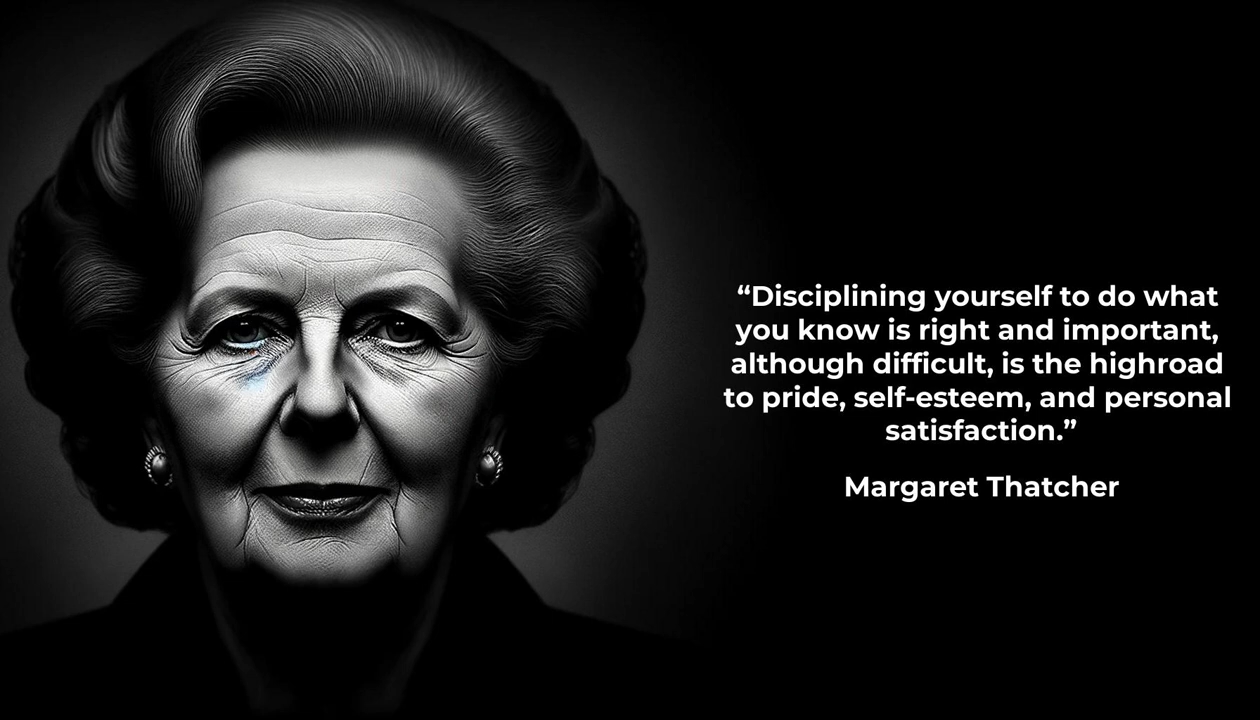 “Disciplining yourself to do what
you know is right and important,
although difficult, is the highroad
to pride, self-esteem, and personal
satisfaction.”
Margaret Thatcher